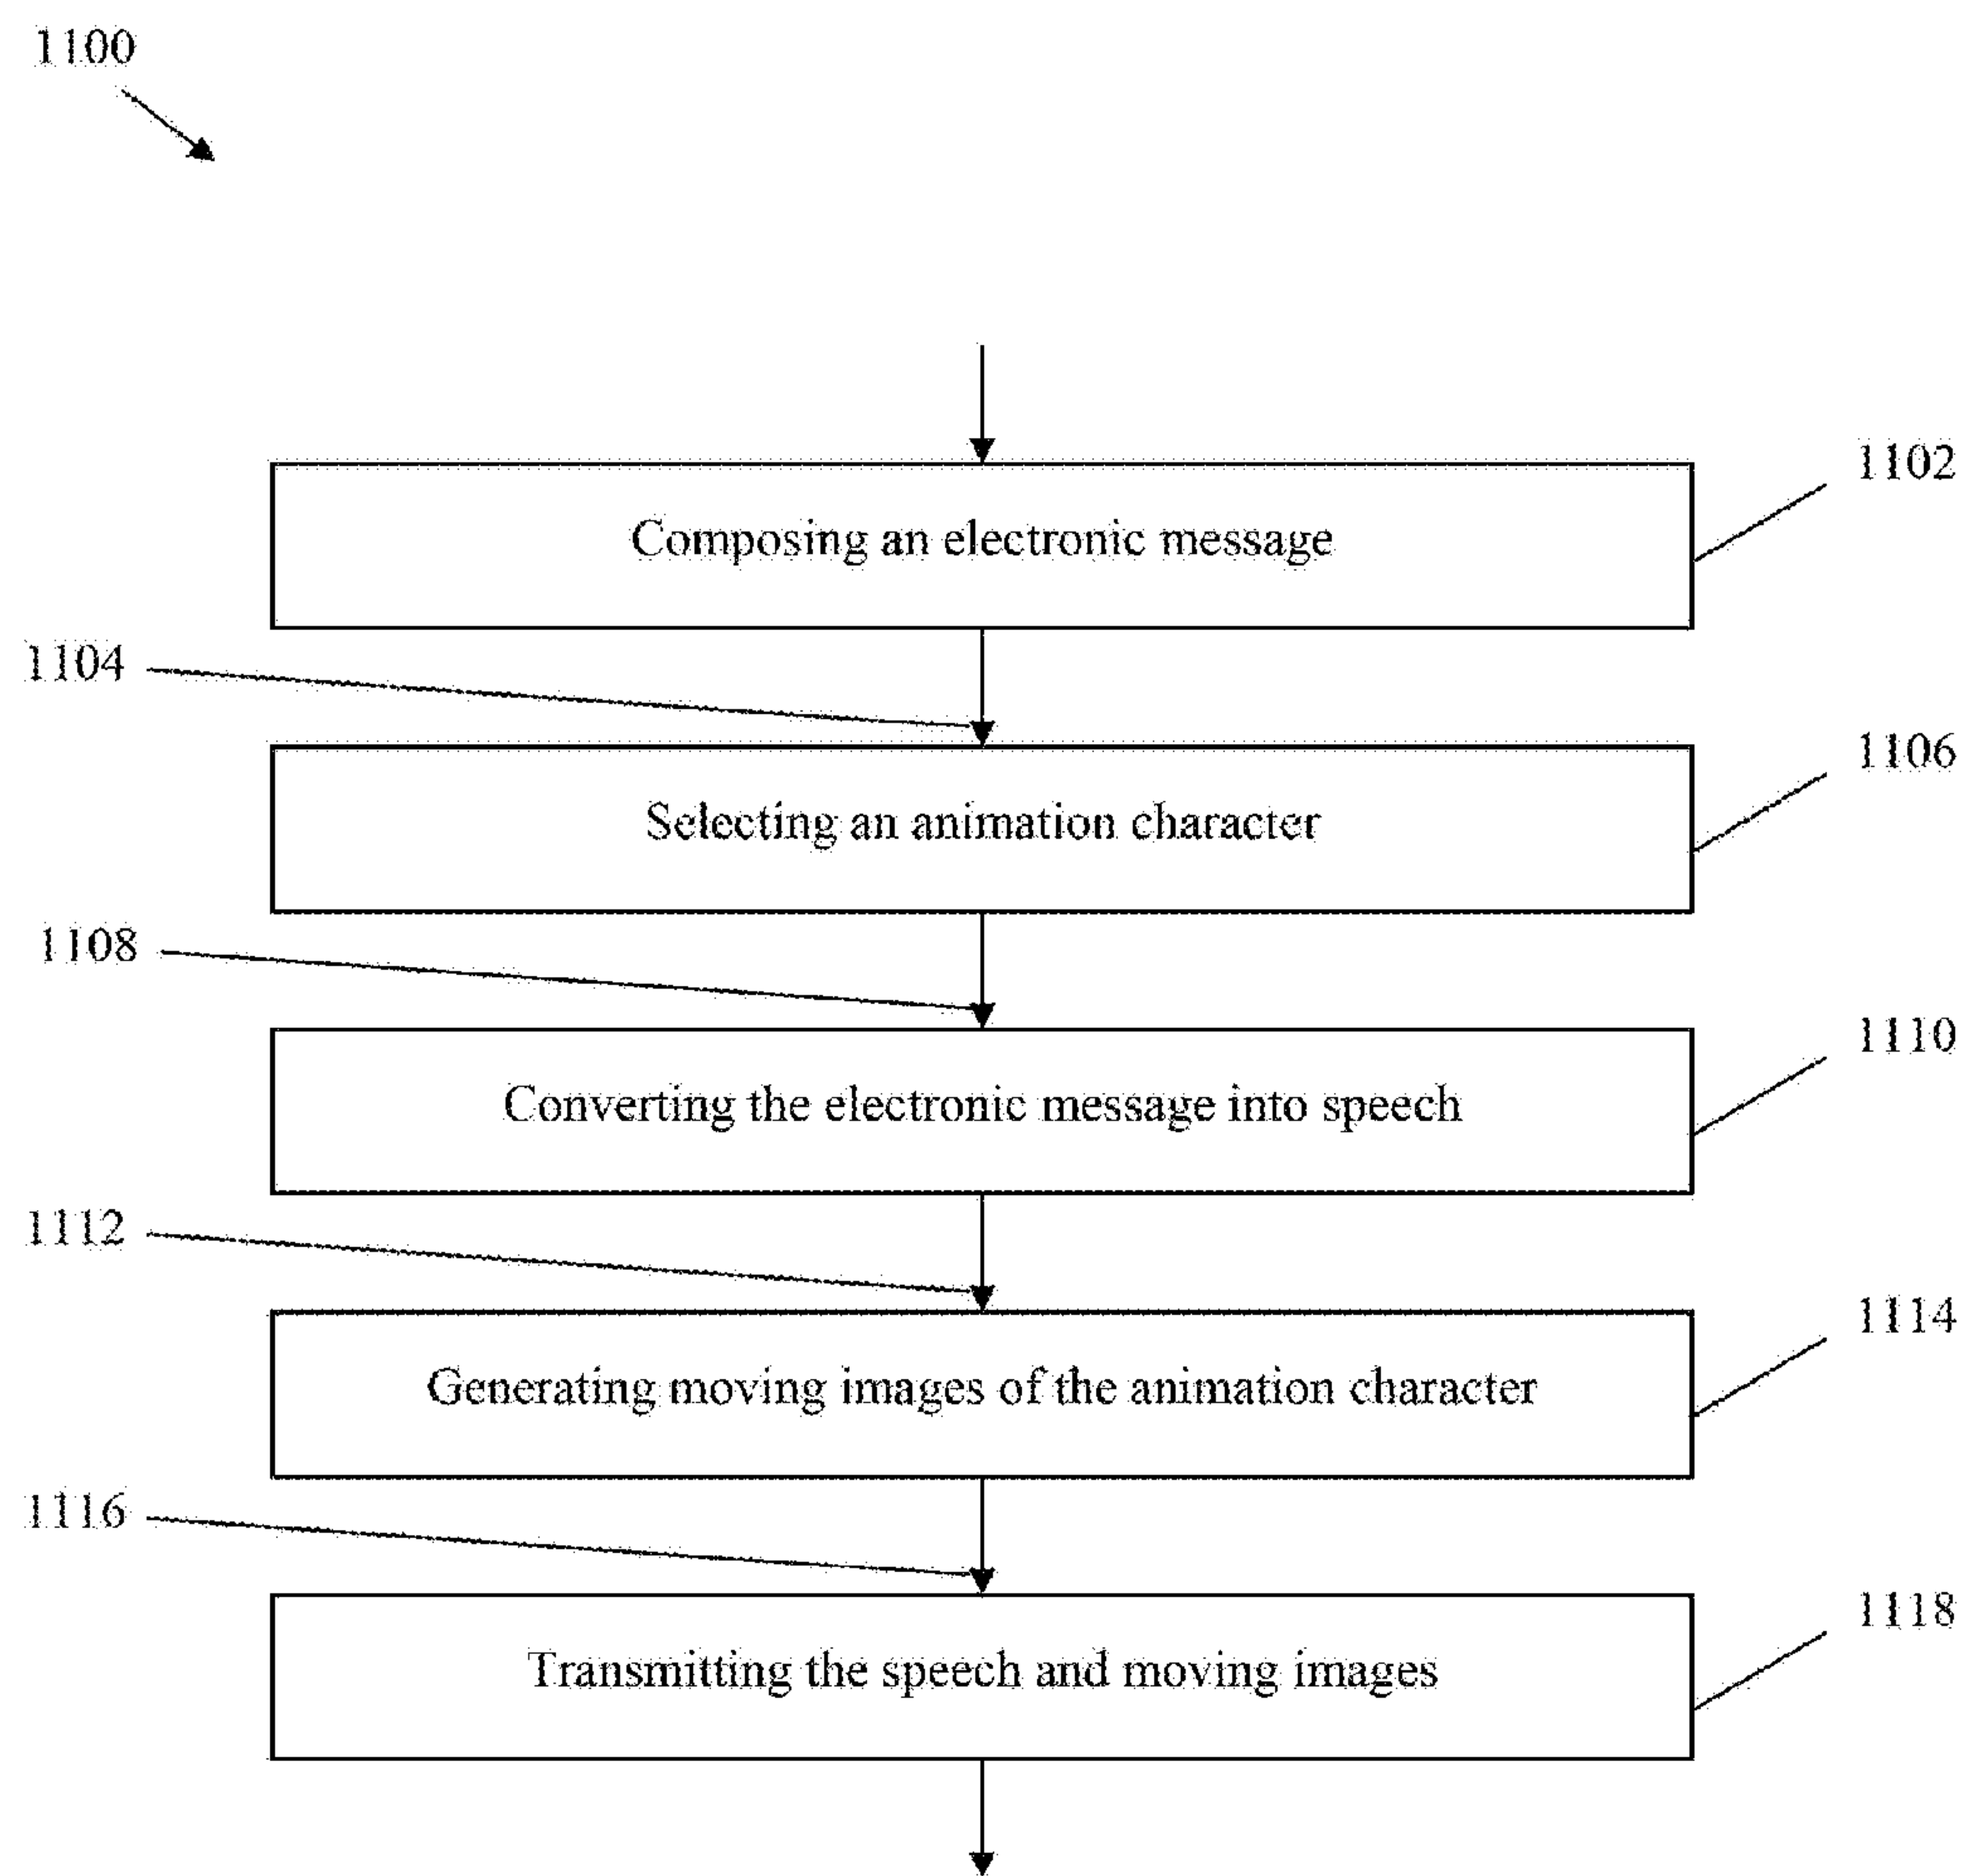 1100
Composing an electronic message
1102
1104
Selecting an animation character
1106
1108
Converting the electronic message into speech
1110
1112
Generating moving images of the animation character
1114
1116
Transmitting the speech and moving images
1118